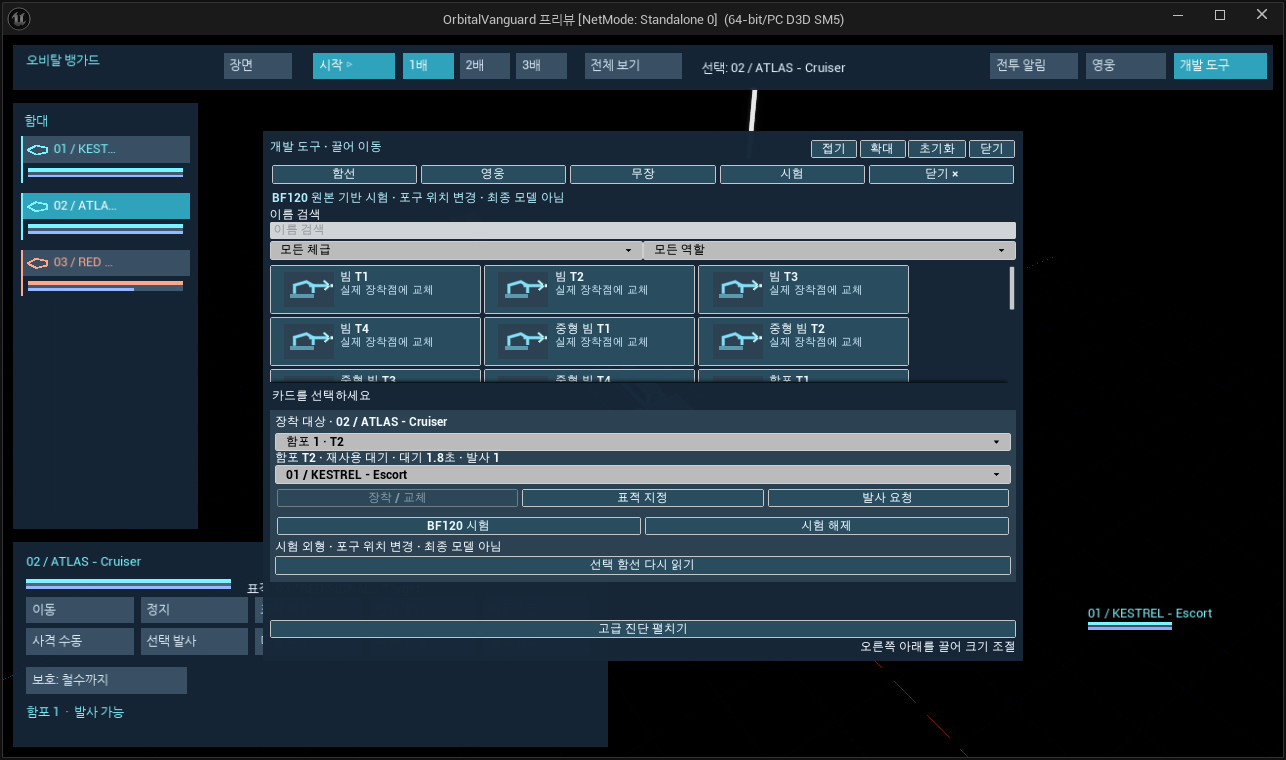 OrbitalVanguard 프리뷰 [NetMode: Standalone 0] (64-bit/PC D3D SM5)
오비탈 뱅가드
장면
시작 ▶
1배
2배
3배
전체 보기
선택: 02 / ATLAS - Cruiser
전투 알림
영웅
개발 도구
함대
01 / KEST...
02 / ATLA...
03 / RED ...
개발 도구 · 끌어 이동
접기
확대
초기화
닫기
함선
영웅
무장
시험
닫기 ×
BF120 원본 기반 시험 · 포구 위치 변경 · 최종 모델 아님
이름 검색
이름 검색
모든 체급
모든 역할
빔 T1
실제 장착점에 교체
빔 T2
실제 장착점에 교체
빔 T3
실제 장착점에 교체
빔 T4
실제 장착점에 교체
중형 빔 T1
실제 장착점에 교체
중형 빔 T2
실제 장착점에 교체
중형 빔 T3
중형 빔 T4
함포 T1
카드를 선택하세요
장착 대상 · 02 / ATLAS - Cruiser
함포 1 · T2
함포 T2 · 재사용 대기 · 대기 1.8초 · 발사 1
01 / KESTREL - Escort
장착 / 교체
표적 지정
발사 요청
BF120 시험
시험 해제
시험 외형 · 포구 위치 변경 · 최종 모델 아님
선택 함선 다시 읽기
고급 진단 펼치기
오른쪽 아래를 끌어 크기 조절
02 / ATLAS - Cruiser
이동
정지
사격 수동
선택 발사
보호: 철수까지
함포 1 · 발사 가능
01 / KESTREL - Escort